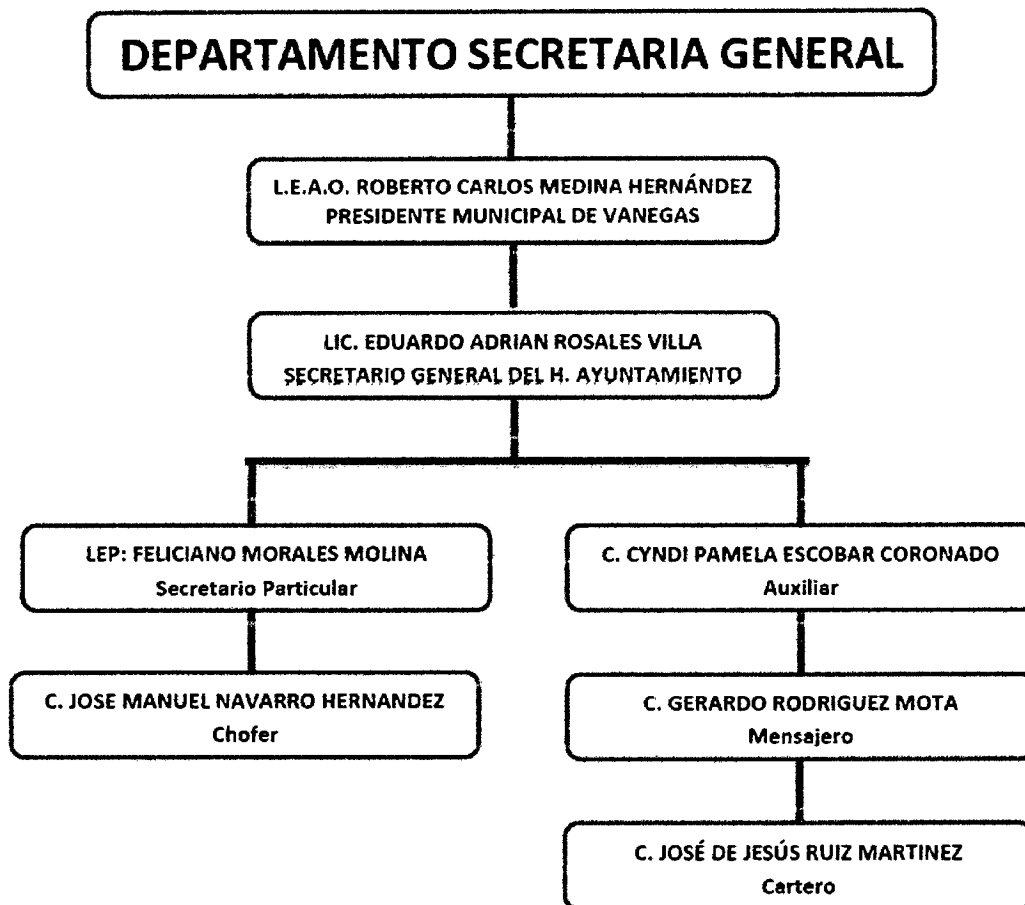 DEPARTAMENTO SECRETARIA GENERAL
L.E.A.O. ROBERTO CARLOS MEDINA HERNÁNDEZ
PRESIDENTE MUNICIPAL DE VANEGAS
LIC. EDUARDO ADRIAN ROSALES VILLA
SECRETARIO GENERAL DEL H. AYUNTAMIENTO
LEP: FELICIANO MORALES MOLINA
Secretario Particular
C. JOSE MANUEL NAVARRO HERNANDEZ
Chofer
C. CYNDI PAMELA ESCOBAR CORONADO
Auxiliar
C. GERARDO RODRIGUEZ MOTA
Mensajero
C. JOSÉ DE JESÚS RUIZ MARTINEZ
Cartero